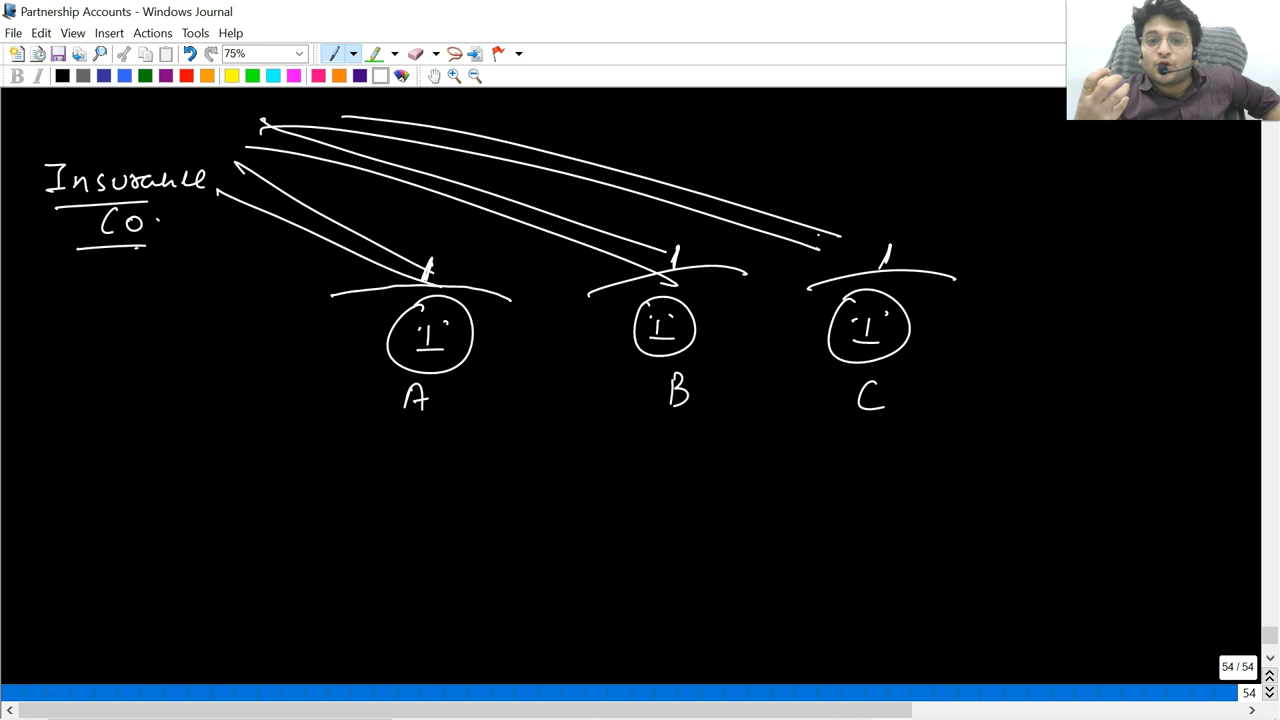 Partnership Accounts - Windows Journal
File Edit View Insert Actions Tools Help
75%
B I
Insurance
Co.
A B C
54 / 54
54